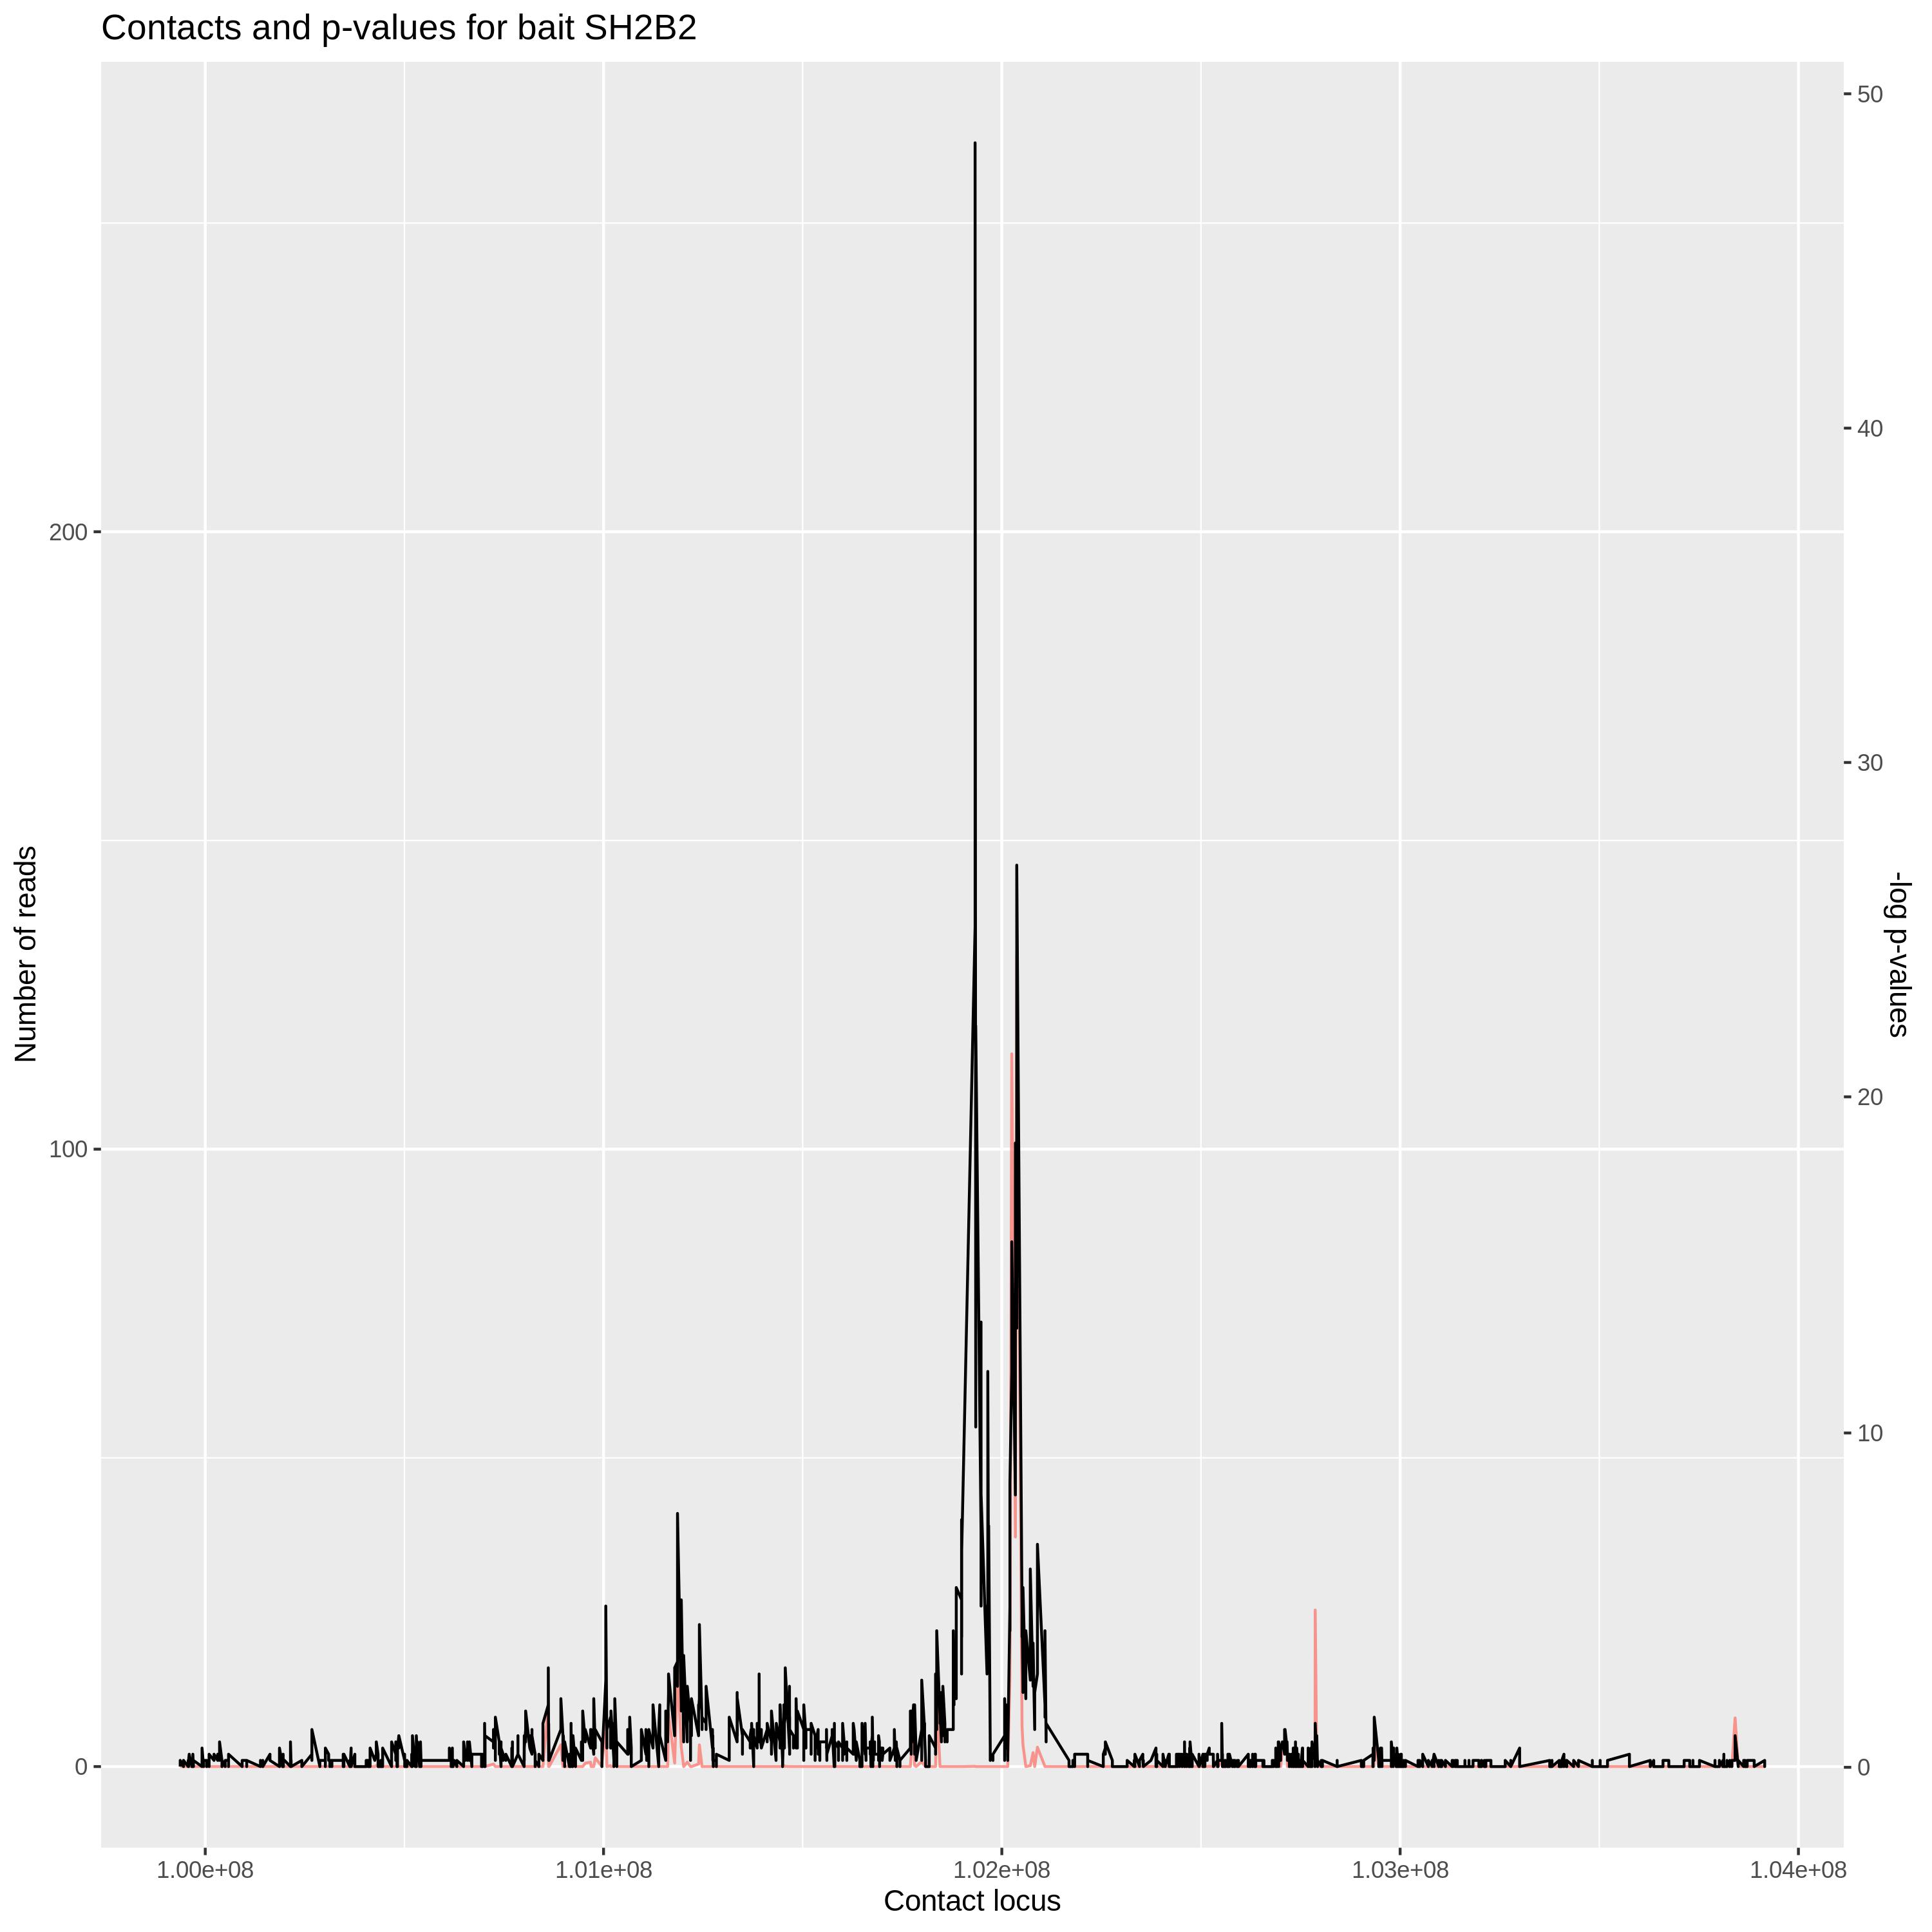 Contacts and p-values for bait SH2B2
50
40
200
30
Number of reads
-log p-values
20
100
10
0
0
1.00e+08 1.01e+08 1.02e+08 1.03e+08 1.04e+08
Contact locus